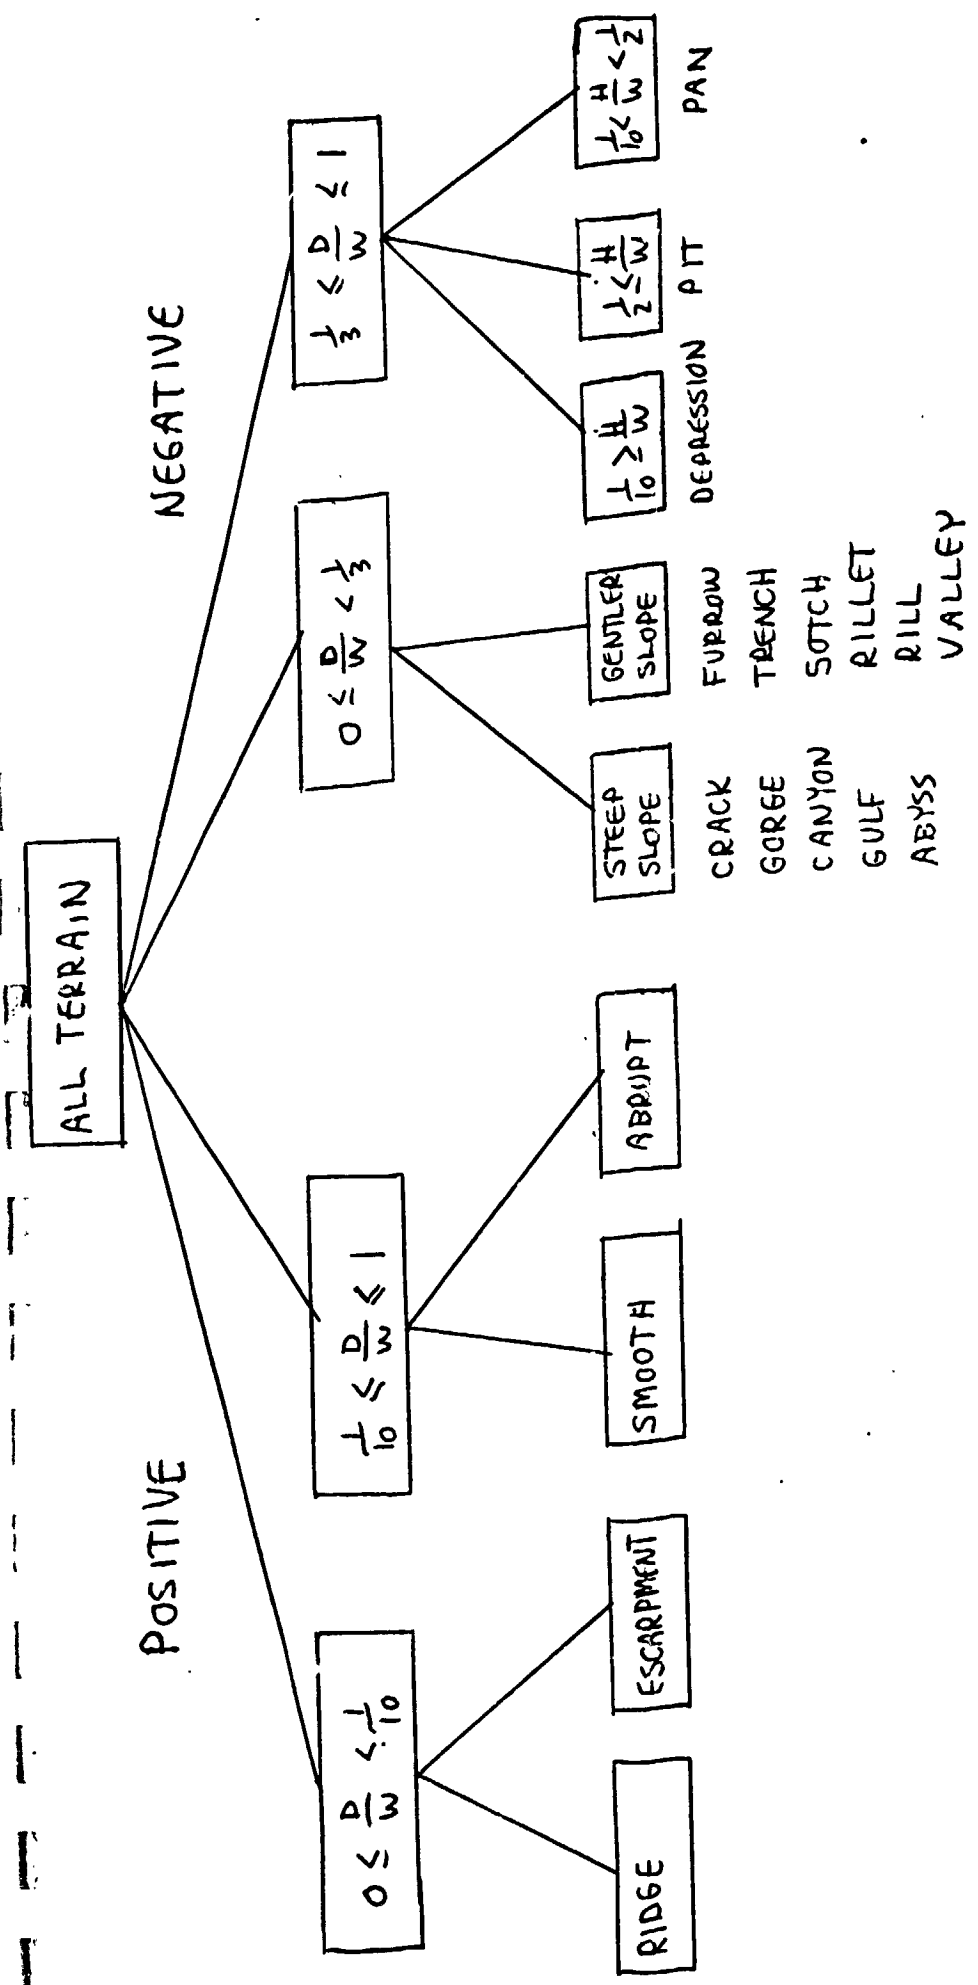 ALL TERRAIN
POSITIVE
NEGATIVE
0 ≤ D/W < 1/10
1/10 ≤ D/W ≤ 1
0 ≤ D/W < 1/3
1/3 ≤ D/W ≤ 1
RIDGE
ESCARPMENT
SMOOTH
ABRUPT
STEEP
SLOPE
CRACK
GORGE
CANYON
GULF
ABYSS
GENTLER
SLOPE
FURROW
TRENCH
SOTCH
RILLET
RILL
VALLEY
1/10 ≥ H/W
DEPRESSION
1/2 ≤ H/W
PIT
1/10 < H/W < 1/2
PAN